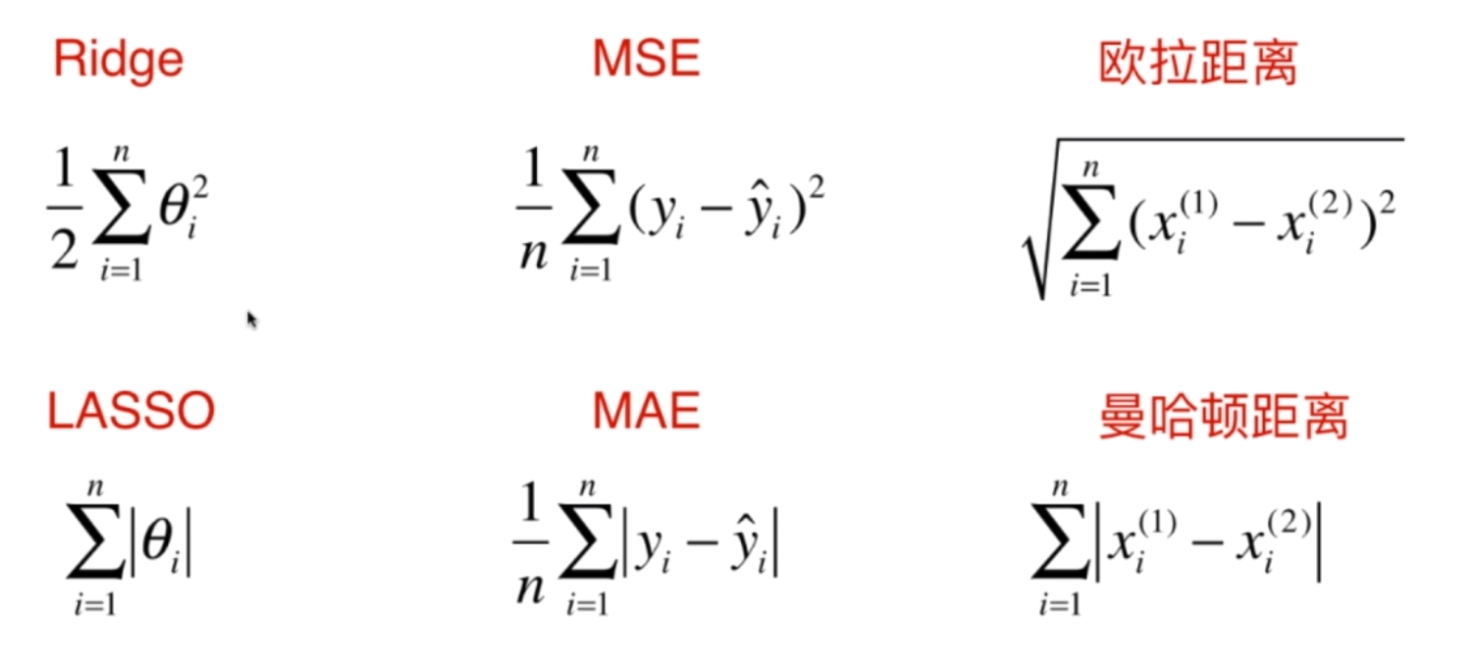 Ridge MSE 欧拉距离
\frac{1}{2}\sum_{i=1}^{n}\theta_i^2 \frac{1}{n}\sum_{i=1}^{n}(y_i-\hat{y}_i)^2 \sqrt{\sum_{i=1}^{n}(x_i^{(1)}-x_i^{(2)})^2}
LASSO MAE 曼哈顿距离
\sum_{i=1}^{n}|\theta_i| \frac{1}{n}\sum_{i=1}^{n}|y_i-\hat{y}_i| \sum_{i=1}^{n}|x_i^{(1)}-x_i^{(2)}|